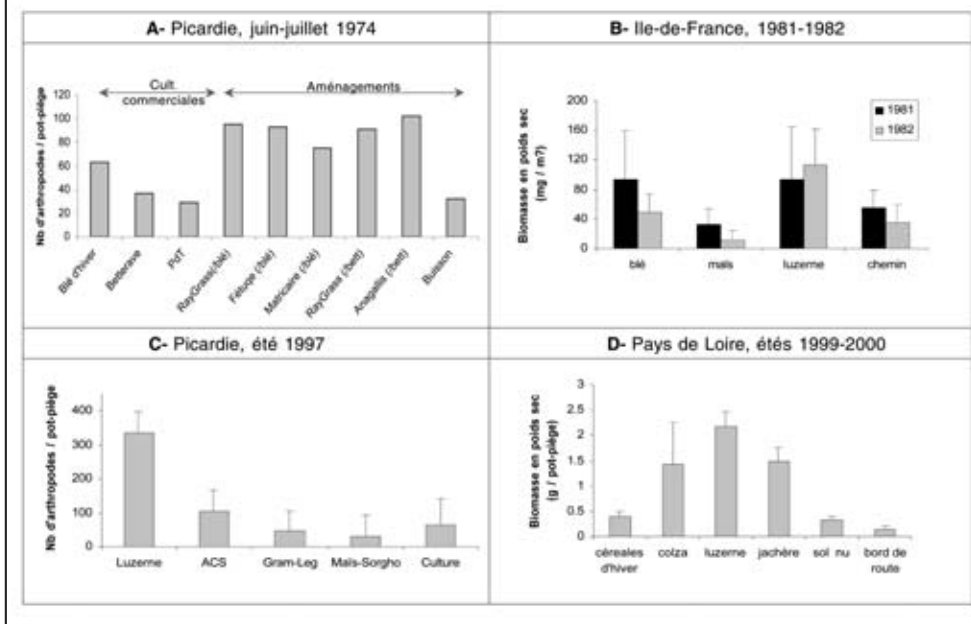 A- Picardie, juin-juillet 1974
Cult. commerciales
Aménagements
Nb d'arthropodes / pot-piège
120
100
80
60
40
20
0
Blé d'hiver
Betterave
PdT
RayGrass(/blé)
Fétuqe (/blé)
Matricaire (/blé)
RayGrass (/bett)
Anagallis (/bett)
Buisson
B- Ile-de-France, 1981-1982
1981
1982
Biomasse en poids sec
(mg / m?)
200
160
120
80
40
0
blé
maïs
luzerne
chemin
C- Picardie, été 1997
Nb d'arthropodes / pot-piège
400
300
200
100
0
Luzerne
ACS
Gram-Leg
Maïs-Sorgho
Culture
D- Pays de Loire, étés 1999-2000
Biomasse en poids sec
(g / pot-piège)
3
2.5
2
1.5
1
0.5
0
céreales d'hiver
colza
luzerne
jachère
sol nu
bord de route